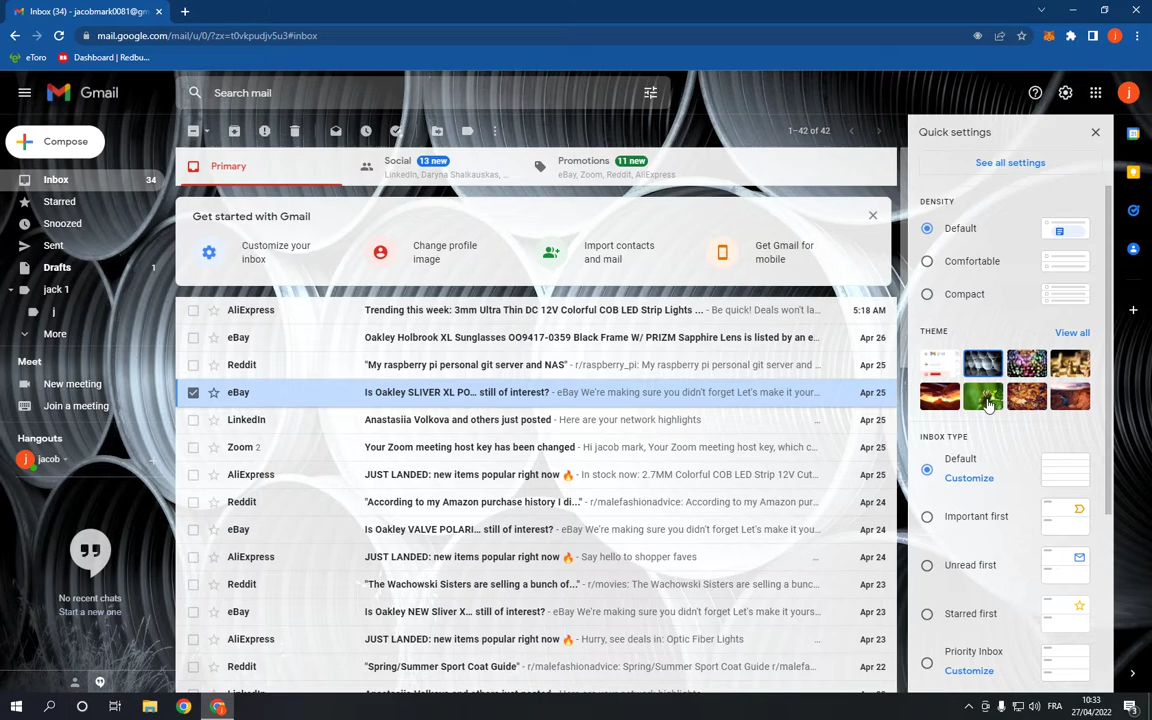 Inbox (34) - jacobmark0081@gm
mail.google.com/mail/u/0/?zx=t0vkpudjv5u3#inbox
j
eToro
Dashboard | Redbu...
Gmail
Search mail
j
Compose
1–42 of 42
Quick settings
See all settings
Inbox 34
Starred
Snoozed
Sent
Drafts 1
jack 1
j
More
Meet
New meeting
Join a meeting
Hangouts
j jacob
No recent chats
Start a new one
Primary
Social 13 new
LinkedIn, Daryna Shalkauskas, ...
Promotions 11 new
eBay, Zoom, Reddit, AliExpress
Get started with Gmail
Customize your
inbox
Change profile
image
Import contacts
and mail
Get Gmail for
mobile
AliExpress Trending this week: 3mm Ultra Thin DC 12V Colorful COB LED Strip Lights ... - Be quick! Deals won't la... 5:18 AM
eBay Oakley Holbrook XL Sunglasses OO9417-0359 Black Frame W/ PRIZM Sapphire Lens is listed by an e... Apr 26
Reddit "My raspberry pi personal git server and NAS" - r/raspberry_pi: My raspberry pi personal git server and ... Apr 25
eBay Is Oakley SLIVER XL PO... still of interest? - eBay We're making sure you didn't forget Let's make it your... Apr 25
LinkedIn Anastasiia Volkova and others just posted - Here are your network highlights ... Apr 25
Zoom 2 Your Zoom meeting host key has been changed - Hi jacob mark, Your Zoom meeting host key, which c... Apr 25
AliExpress JUST LANDED: new items popular right now 🔥 - In stock now: 2.7MM Colorful COB LED Strip 12V Cut... Apr 25
Reddit "According to my Amazon purchase history I di..." - r/malefashionadvice: According to my Amazon pur... Apr 24
eBay Is Oakley VALVE POLARI... still of interest? - eBay We're making sure you didn't forget Let's make it you... Apr 24
AliExpress JUST LANDED: new items popular right now 🔥 - Say hello to shopper faves ... Apr 24
Reddit "The Wachowski Sisters are selling a bunch of..." - r/movies: The Wachowski Sisters are selling a bunc... Apr 23
eBay Is Oakley NEW Sliver X... still of interest? - eBay We're making sure you didn't forget Let's make it yours... Apr 23
AliExpress JUST LANDED: new items popular right now 🔥 - Hurry, see deals in: Optic Fiber Lights ... Apr 23
Reddit "Spring/Summer Sport Coat Guide" - r/malefashionadvice: Spring/Summer Sport Coat Guide r/malefa... Apr 22
LinkedIn Anastasiia Volkova and others just posted - Here are your network highlights
DENSITY
Default
Comfortable
Compact
THEME
View all
INBOX TYPE
Default
Customize
Important first
Unread first
Starred first
Priority Inbox
Customize
FRA
10:33
27/04/2022
3